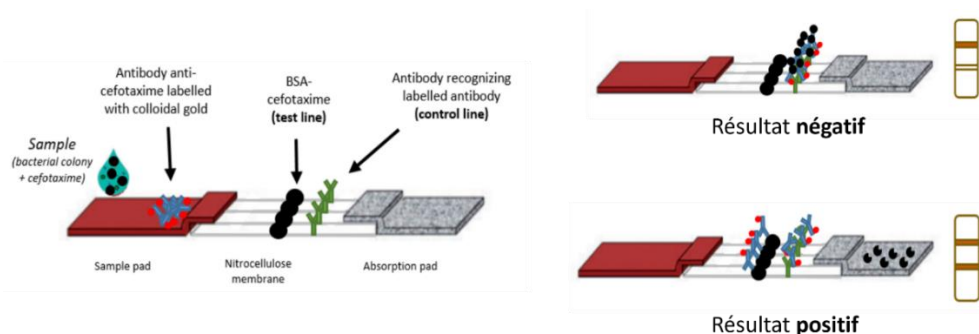 Antibody anti-
cefotaxime labelled
with colloidal gold
BSA-
cefotaxime
(test line)
Antibody recognizing
labelled antibody
(control line)
Sample
(bacterial colony
+ cefotaxime)
Sample pad
Nitrocellulose
membrane
Absorption pad
Résultat négatif
Résultat positif